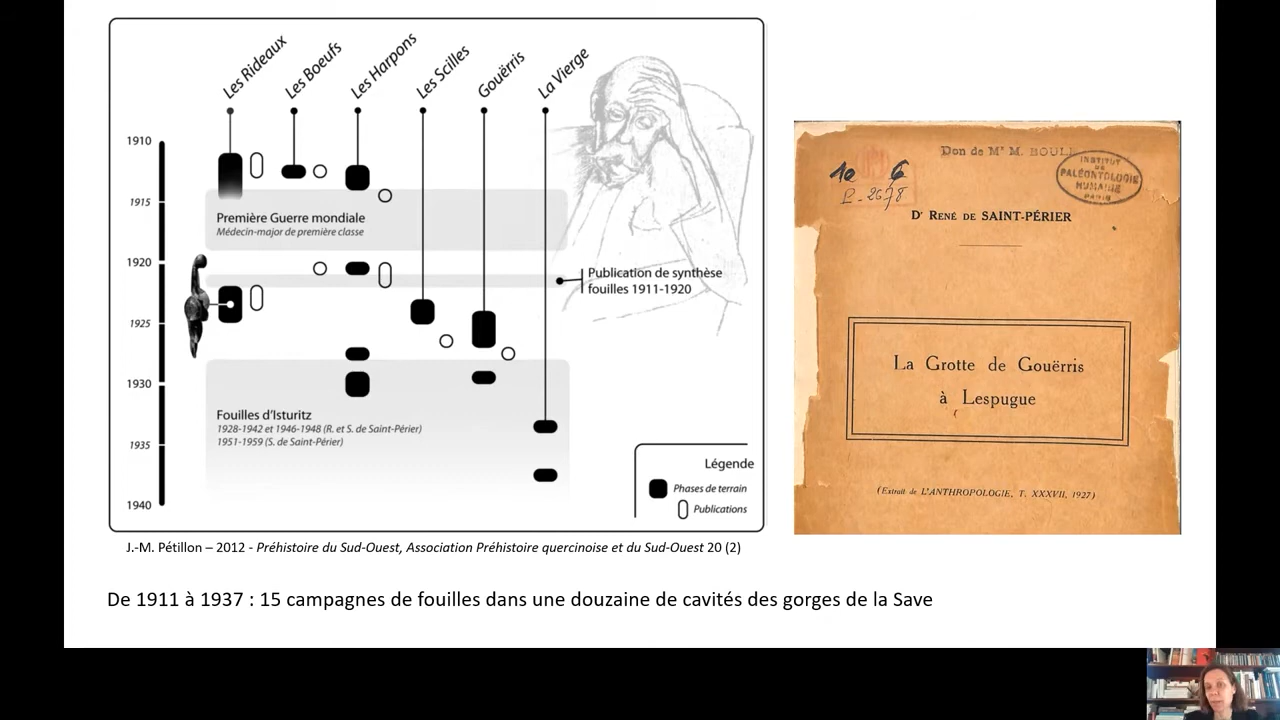 Les Rideaux
Les Boeufs
Les Harpons
Les Scilles
Gouërris
La Vierge
1910
1915
1920
1925
1930
1935
1940
Première Guerre mondiale
Médecin-major de première classe
Publication de synthèse
fouilles 1911-1920
Fouilles d'Isturitz
1928-1942 et 1946-1948 (R. et S. de Saint-Périer)
1951-1959 (S. de Saint-Périer)
Légende
Phases de terrain
Publications
J.-M. Pétillon – 2012 - Préhistoire du Sud-Ouest, Association Préhistoire quercinoise et du Sud-Ouest 20 (2)
Don de Mr M. BOULE
INSTITUT
DE
PALÉONTOLOGIE
HUMAINE
PARIS
Dr RENÉ DE SAINT-PÉRIER
La Grotte de Gouërris
à Lespugue
(Extrait de L'ANTHROPOLOGIE, T. XXXVII, 1927)
De 1911 à 1937 : 15 campagnes de fouilles dans une douzaine de cavités des gorges de la Save